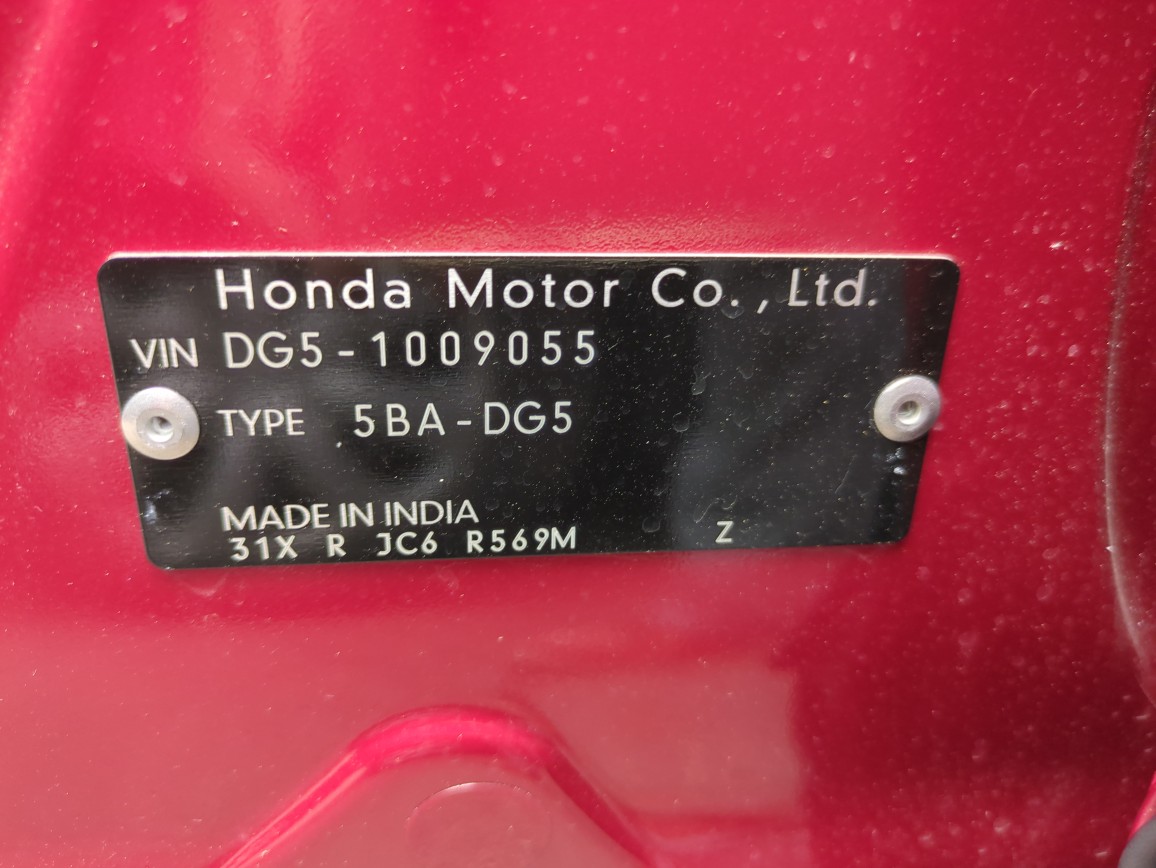 Honda Motor Co., Ltd.
VIN DG5-1009055
TYPE 5BA-DG5
MADE IN INDIA
31X R JC6 R569M Z